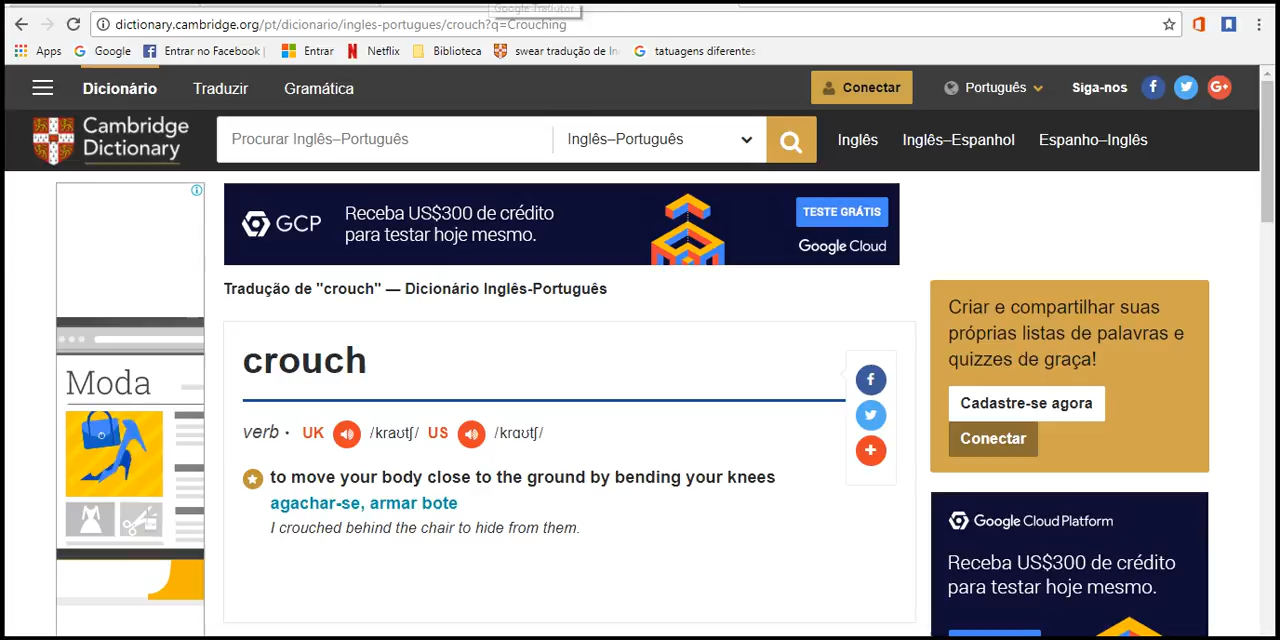 Google Tradutor
dictionary.cambridge.org/pt/dicionario/ingles-portugues/crouch?q=Crouching
Apps Google Entrar no Facebook Entrar Netflix Biblioteca swear tradução de In tatuagens diferentes
Dicionário Traduzir Gramática Conectar Português Siga-nos
Cambridge
Dictionary
Procurar Inglês–Português Inglês–Português Inglês Inglês–Espanhol Espanho–Inglês
GCP
Receba US$300 de crédito
para testar hoje mesmo.
TESTE GRÁTIS
Google Cloud
Tradução de "crouch" — Dicionário Inglês-Português
crouch
verb · UK /kraʊtʃ/ US /krɑʊtʃ/
to move your body close to the ground by bending your knees
agachar-se, armar bote
I crouched behind the chair to hide from them.
Moda
Criar e compartilhar suas
próprias listas de palavras e
quizzes de graça!
Cadastre-se agora
Conectar
Google Cloud Platform
Receba US$300 de crédito
para testar hoje mesmo.